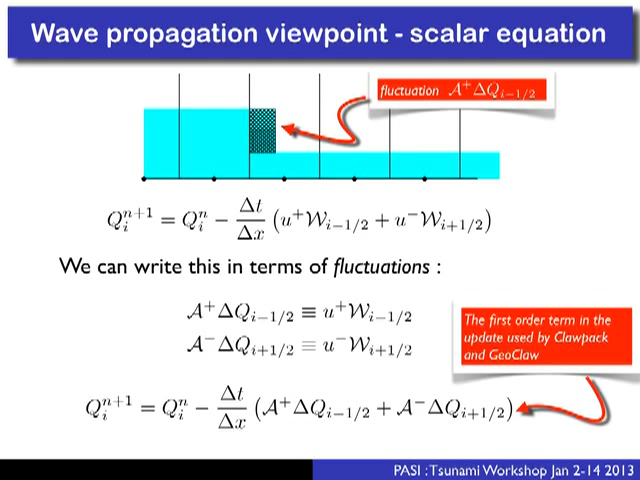 Wave propagation viewpoint - scalar equation
fluctuation 𝒜⁺ΔQ_{i−1/2}
Q_i^{n+1} = Q_i^n − Δt/Δx (u⁺𝒲_{i−1/2} + u⁻𝒲_{i+1/2})
We can write this in terms of fluctuations :
𝒜⁺ΔQ_{i−1/2} ≡ u⁺𝒲_{i−1/2}
𝒜⁻ΔQ_{i+1/2} ≡ u⁻𝒲_{i+1/2}
The first order term in the
update used by Clawpack
and GeoClaw
Q_i^{n+1} = Q_i^n − Δt/Δx (𝒜⁺ΔQ_{i−1/2} + 𝒜⁻ΔQ_{i+1/2})
PASI : Tsunami Workshop Jan 2-14 2013